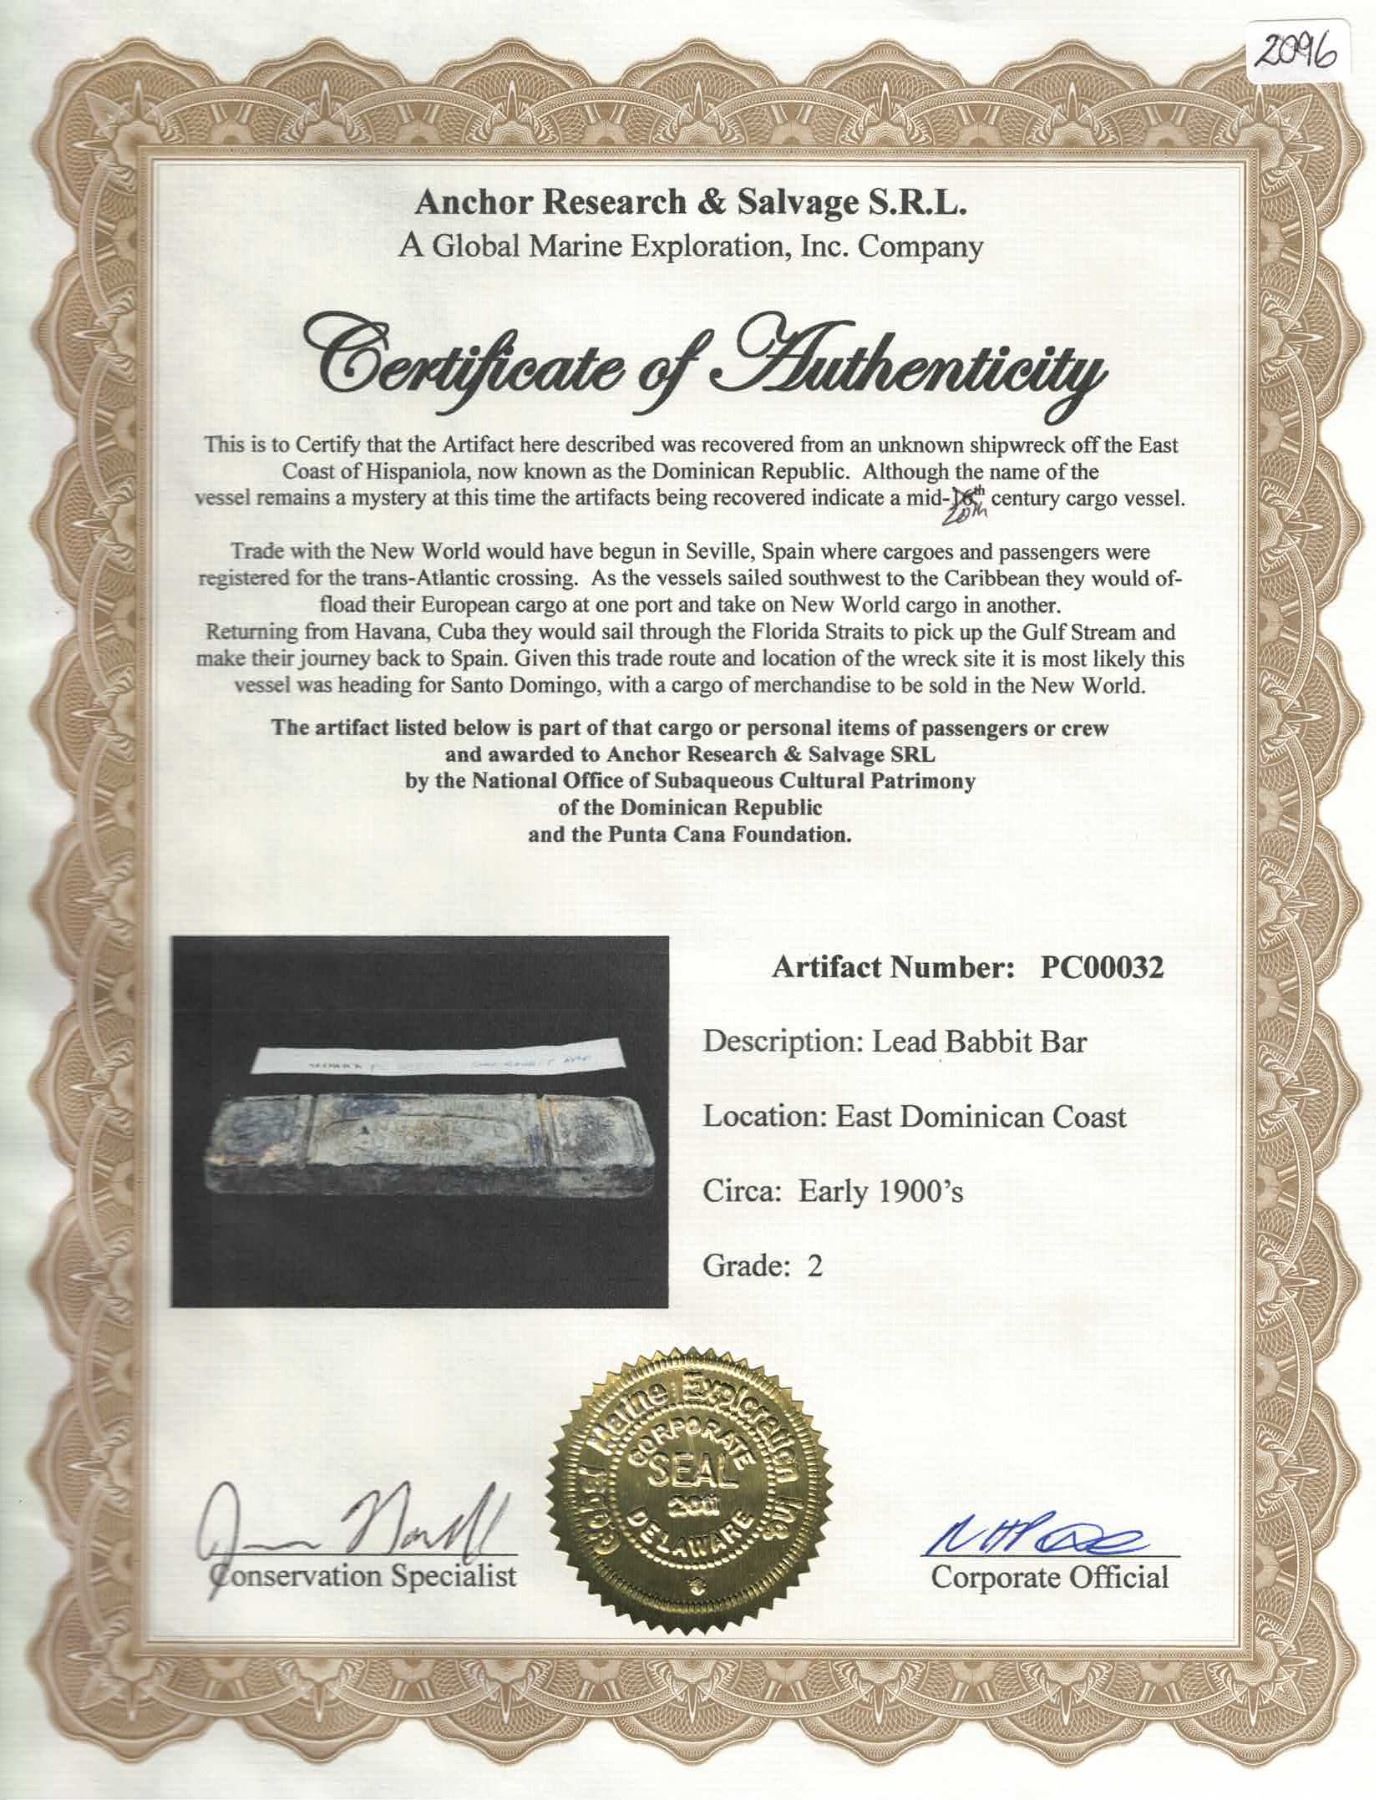 2096
Anchor Research & Salvage S.R.L.
A Global Marine Exploration, Inc. Company
Certificate of Authenticity
This is to Certify that the Artifact here described was recovered from an unknown shipwreck off the East
Coast of Hispaniola, now known as the Dominican Republic. Although the name of the
vessel remains a mystery at this time the artifacts being recovered indicate a mid-16th century cargo vessel.
20th
Trade with the New World would have begun in Seville, Spain where cargoes and passengers were
registered for the trans-Atlantic crossing. As the vessels sailed southwest to the Caribbean they would of-
fload their European cargo at one port and take on New World cargo in another.
Returning from Havana, Cuba they would sail through the Florida Straits to pick up the Gulf Stream and
make their journey back to Spain. Given this trade route and location of the wreck site it is most likely this
vessel was heading for Santo Domingo, with a cargo of merchandise to be sold in the New World.
The artifact listed below is part of that cargo or personal items of passengers or crew
and awarded to Anchor Research & Salvage SRL
by the National Office of Subaqueous Cultural Patrimony
of the Dominican Republic
and the Punta Cana Foundation.
Artifact Number: PC00032
Description: Lead Babbit Bar
Location: East Dominican Coast
Circa: Early 1900's
Grade: 2
Global Marine Exploration Inc
CORPORATE
SEAL
2011
DELAWARE
Conservation Specialist
Corporate Official